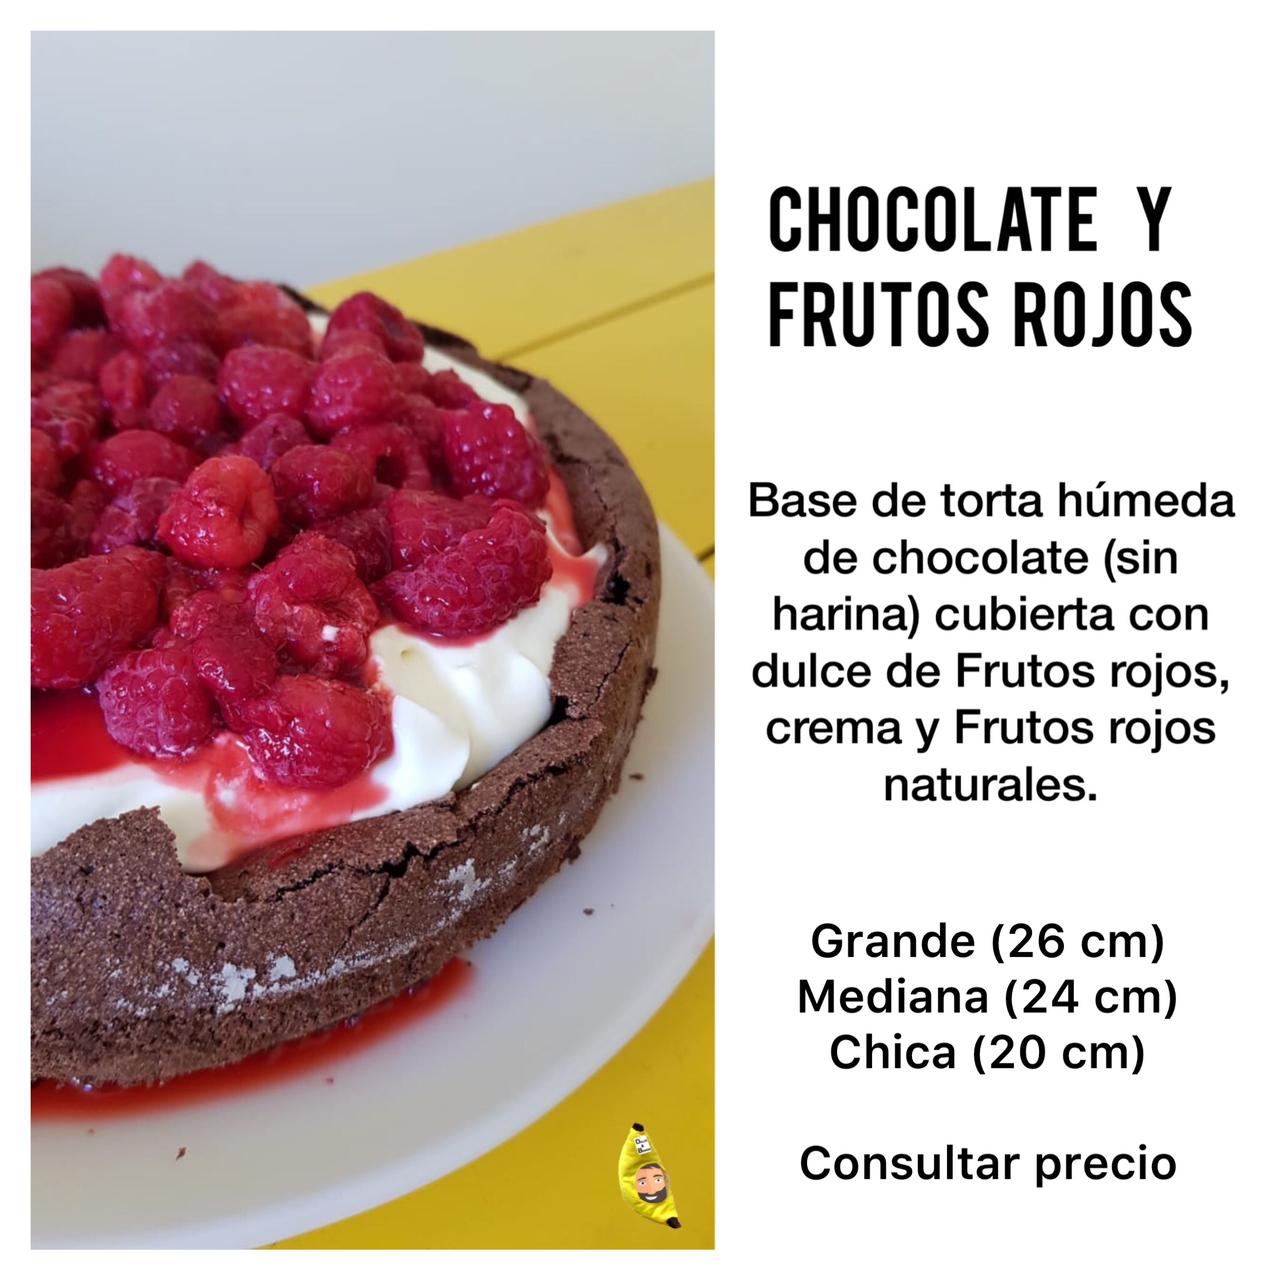 CHOCOLATE Y
FRUTOS ROJOS
Base de torta húmeda
de chocolate (sin
harina) cubierta con
dulce de Frutos rojos,
crema y Frutos rojos
naturales.
Grande (26 cm)
Mediana (24 cm)
Chica (20 cm)
Consultar precio